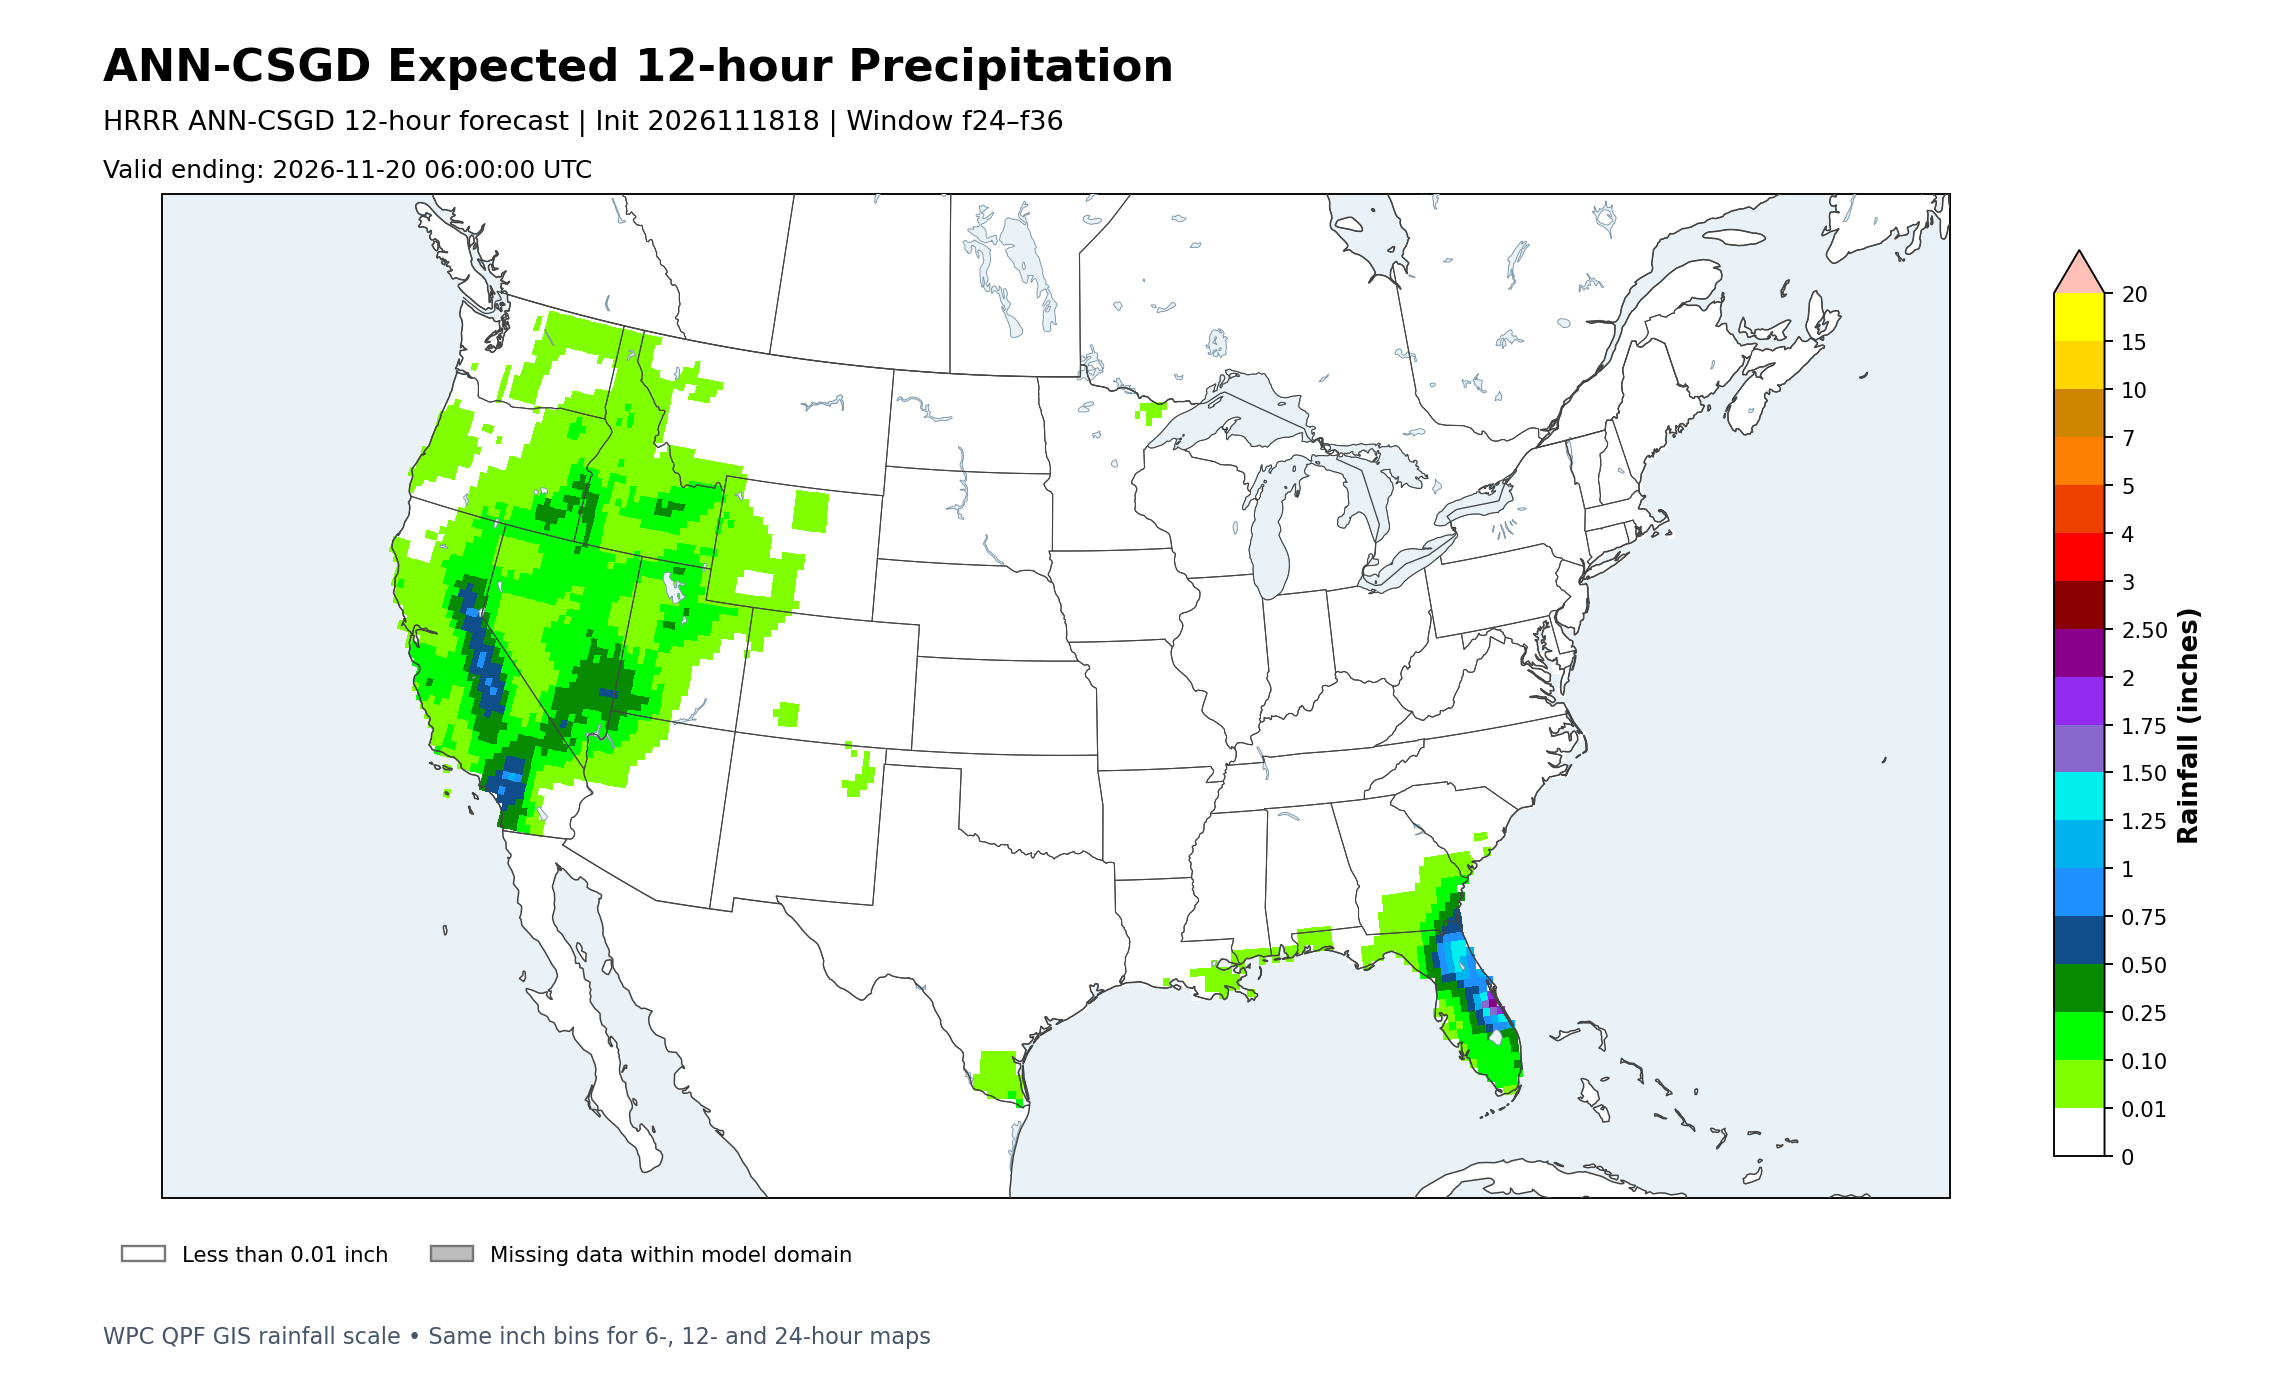 ANN-CSGD Expected 12-hour Precipitation
HRRR ANN-CSGD 12-hour forecast | Init 2026111818 | Window f24–f36
Valid ending: 2026-11-20 06:00:00 UTC
20
15
10
7
5
4
3
2.50
2
1.75
1.50
1.25
1
0.75
0.50
0.25
0.10
0.01
0
Rainfall (inches)
Less than 0.01 inch
Missing data within model domain
WPC QPF GIS rainfall scale • Same inch bins for 6-, 12- and 24-hour maps